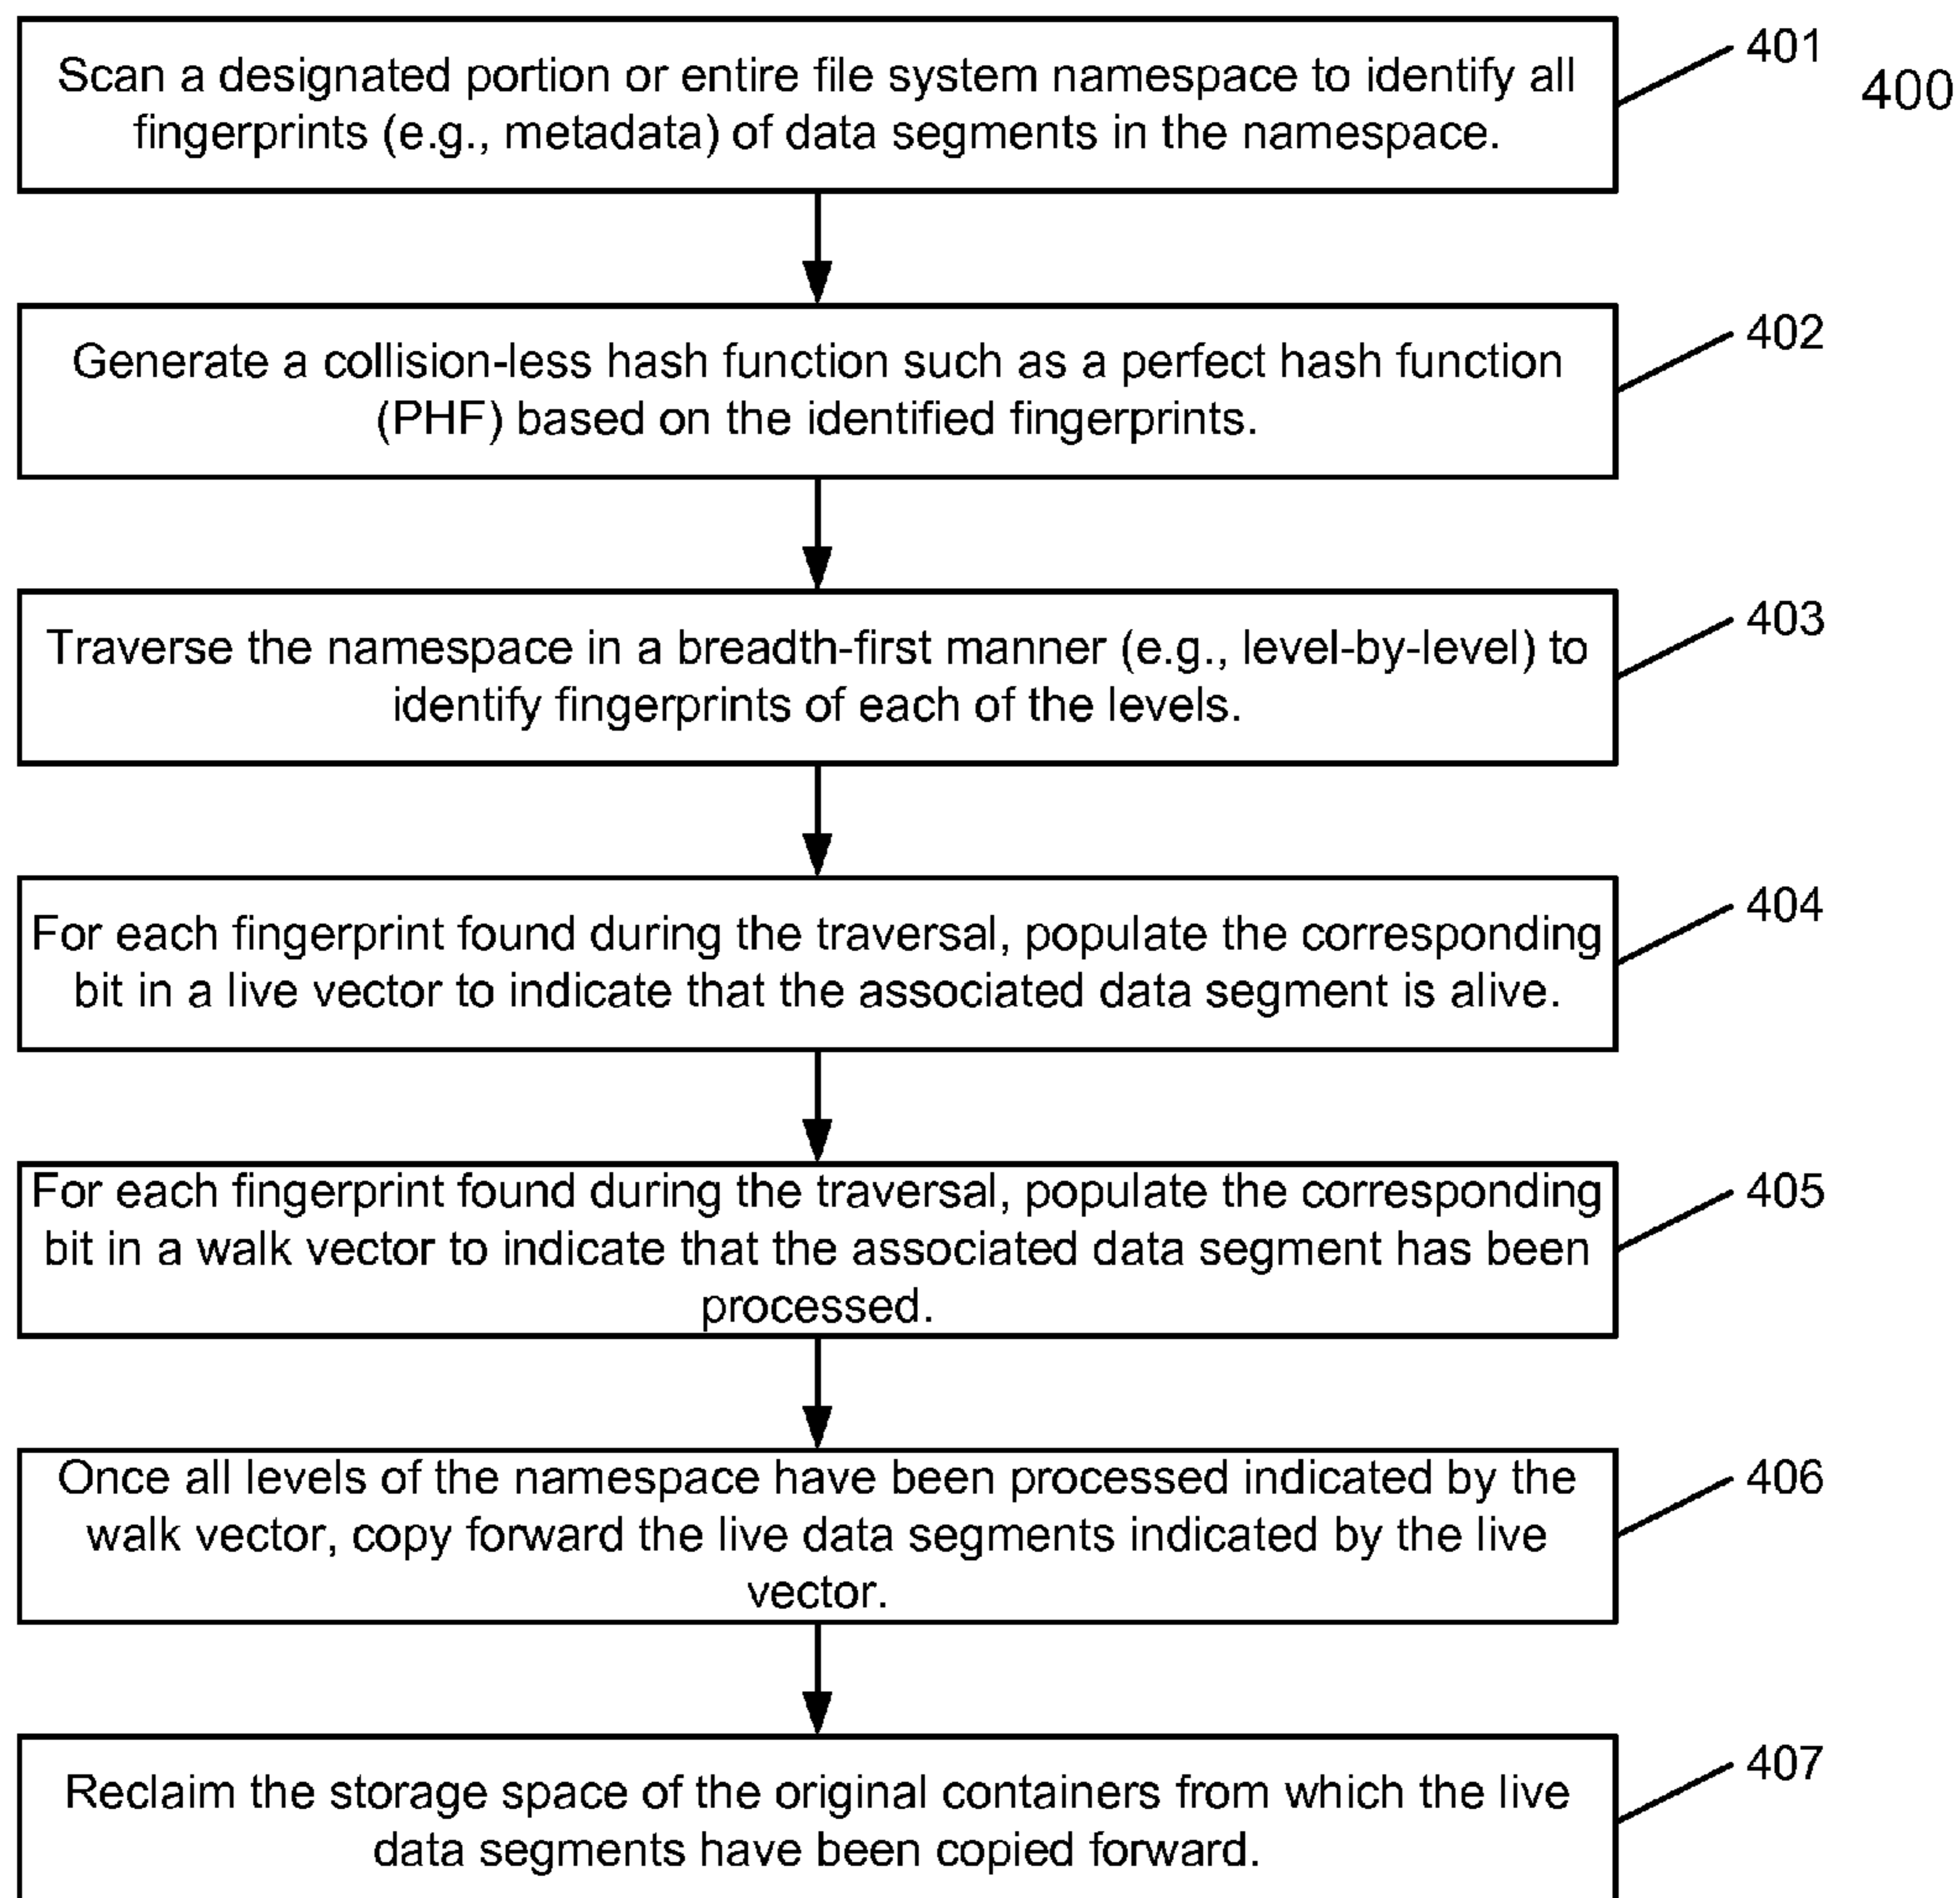 Scan a designated portion or entire file system namespace to identify all
fingerprints (e.g., metadata) of data segments in the namespace.
401
400
Generate a collision-less hash function such as a perfect hash function
(PHF) based on the identified fingerprints.
402
Traverse the namespace in a breadth-first manner (e.g., level-by-level) to
identify fingerprints of each of the levels.
403
For each fingerprint found during the traversal, populate the corresponding
bit in a live vector to indicate that the associated data segment is alive.
404
For each fingerprint found during the traversal, populate the corresponding
bit in a walk vector to indicate that the associated data segment has been
processed.
405
Once all levels of the namespace have been processed indicated by the
walk vector, copy forward the live data segments indicated by the live
vector.
406
Reclaim the storage space of the original containers from which the live
data segments have been copied forward.
407